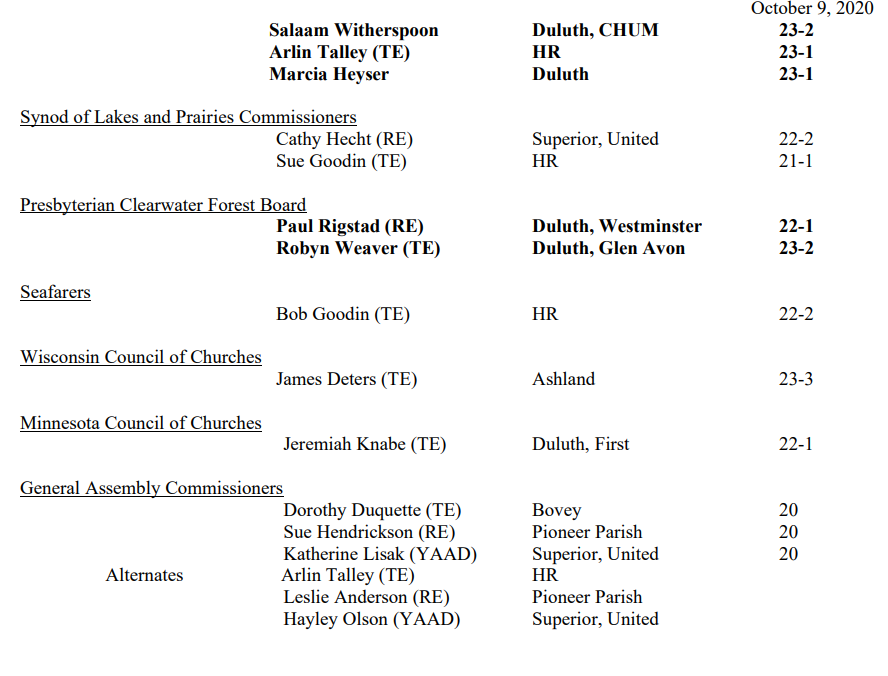 October 9, 2020
Salaam Witherspoon Duluth, CHUM 23-2
Arlin Talley (TE) HR 23-1
Marcia Heyser Duluth 23-1
Synod of Lakes and Prairies Commissioners
Cathy Hecht (RE) Superior, United 22-2
Sue Goodin (TE) HR 21-1
Presbyterian Clearwater Forest Board
Paul Rigstad (RE) Duluth, Westminster 22-1
Robyn Weaver (TE) Duluth, Glen Avon 23-2
Seafarers
Bob Goodin (TE) HR 22-2
Wisconsin Council of Churches
James Deters (TE) Ashland 23-3
Minnesota Council of Churches
Jeremiah Knabe (TE) Duluth, First 22-1
General Assembly Commissioners
Dorothy Duquette (TE) Bovey 20
Sue Hendrickson (RE) Pioneer Parish 20
Katherine Lisak (YAAD) Superior, United 20
Alternates Arlin Talley (TE) HR
Leslie Anderson (RE) Pioneer Parish
Hayley Olson (YAAD) Superior, United